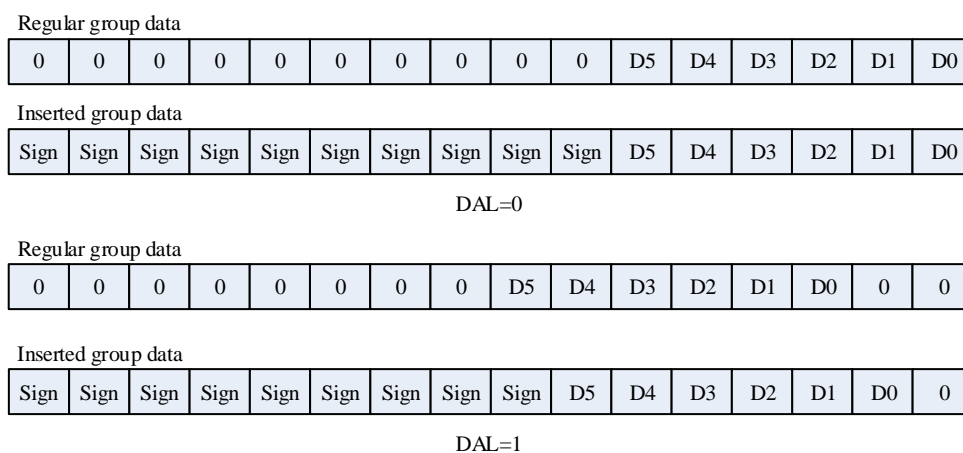 Regular group data
0 0 0 0 0 0 0 0 0 0 D5 D4 D3 D2 D1 D0
Inserted group data
Sign Sign Sign Sign Sign Sign Sign Sign Sign Sign D5 D4 D3 D2 D1 D0
DAL=0
Regular group data
0 0 0 0 0 0 0 0 D5 D4 D3 D2 D1 D0 0 0
Inserted group data
Sign Sign Sign Sign Sign Sign Sign Sign Sign D5 D4 D3 D2 D1 D0 0
DAL=1